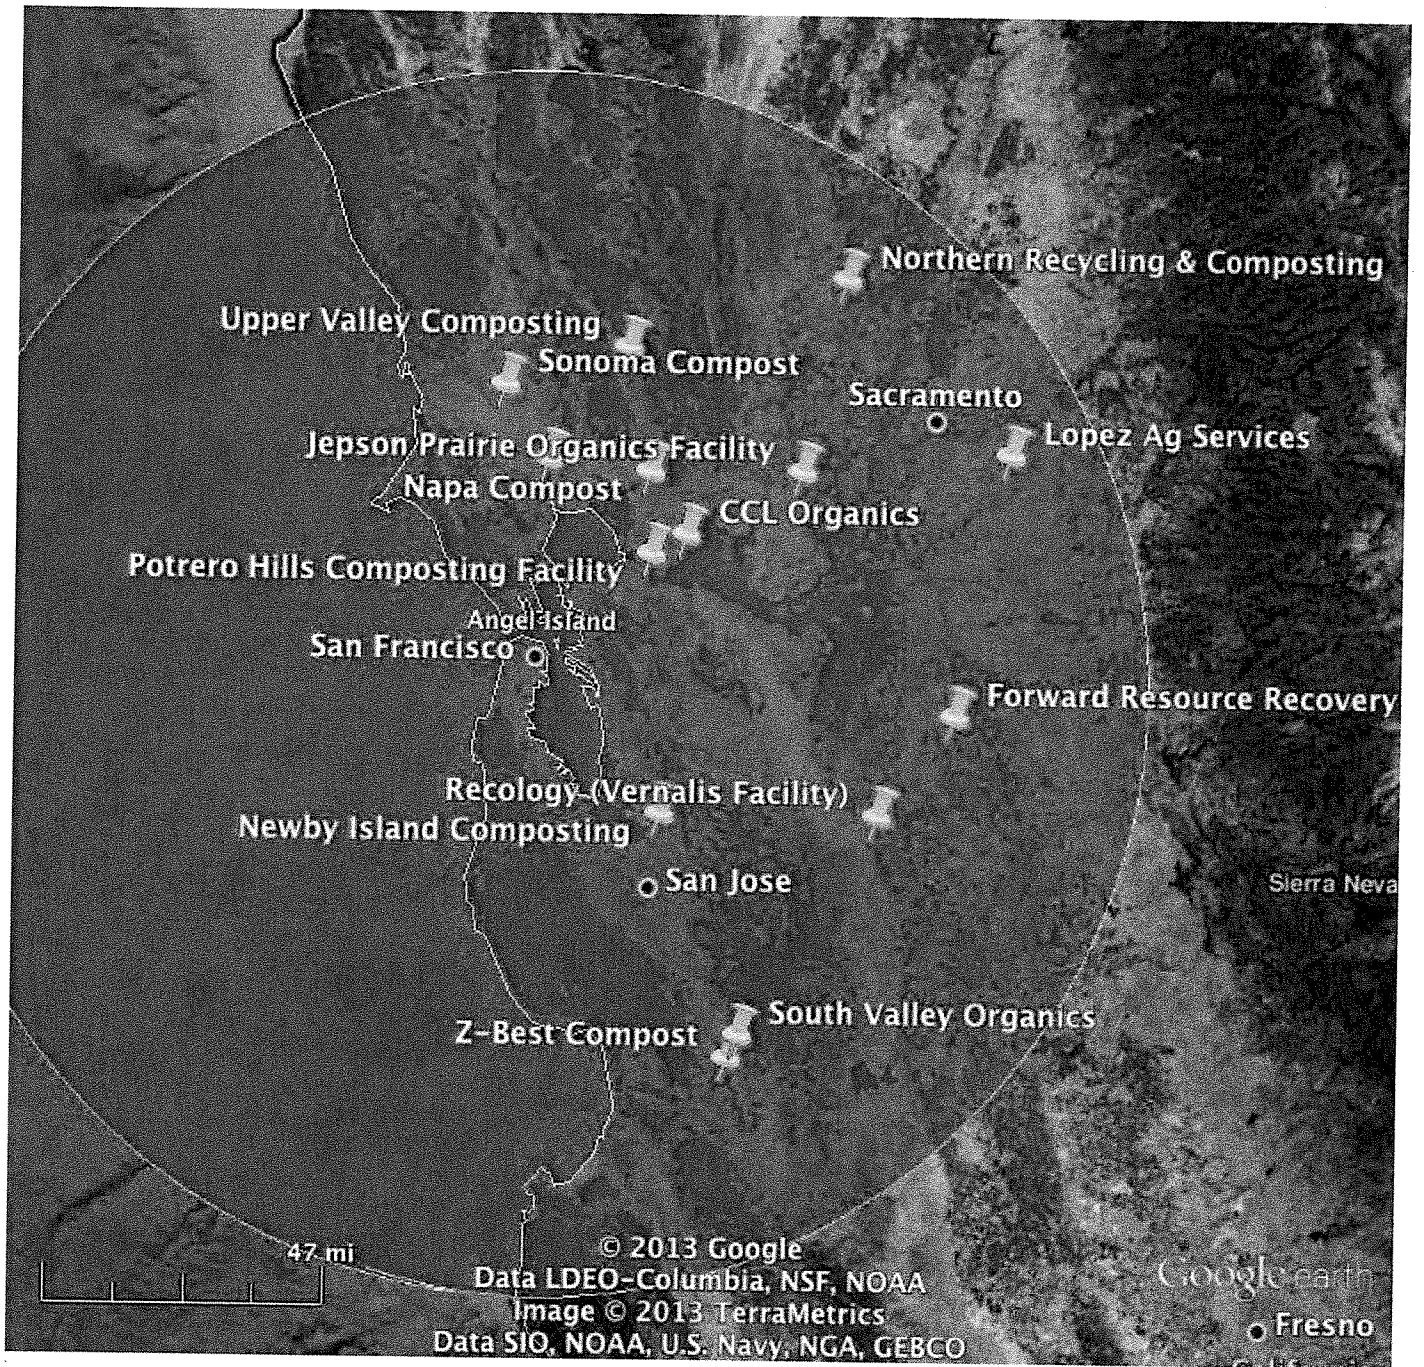 Northern Recycling & Composting
Upper Valley Composting
Sonoma Compost
Sacramento
Lopez Ag Services
Jepson Prairie Organics Facility
Napa Compost
CCL Organics
Potrero Hills Composting Facility
Angel Island
San Francisco
Forward Resource Recovery
Recology (Vernalis Facility)
Newby Island Composting
San Jose
Sierra Neva
South Valley Organics
Z-Best Compost
47 mi
© 2013 Google
Data LDEO-Columbia, NSF, NOAA
Image © 2013 TerraMetrics
Data SIO, NOAA, U.S. Navy, NGA, GEBCO
Google earth
Fresno